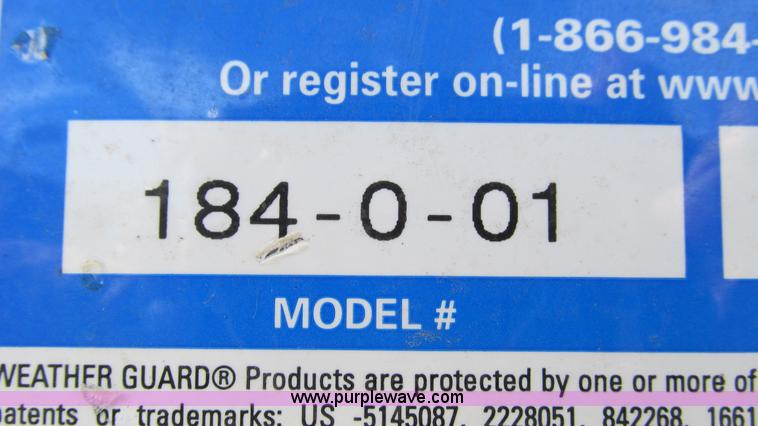 (1-866-984-
Or register on-line at www
184-0-01
MODEL #
WEATHER GUARD® Products are protected by one or more of
www.purplewave.com
patents or trademarks: US -5145087, 2228051, 842268, 1661